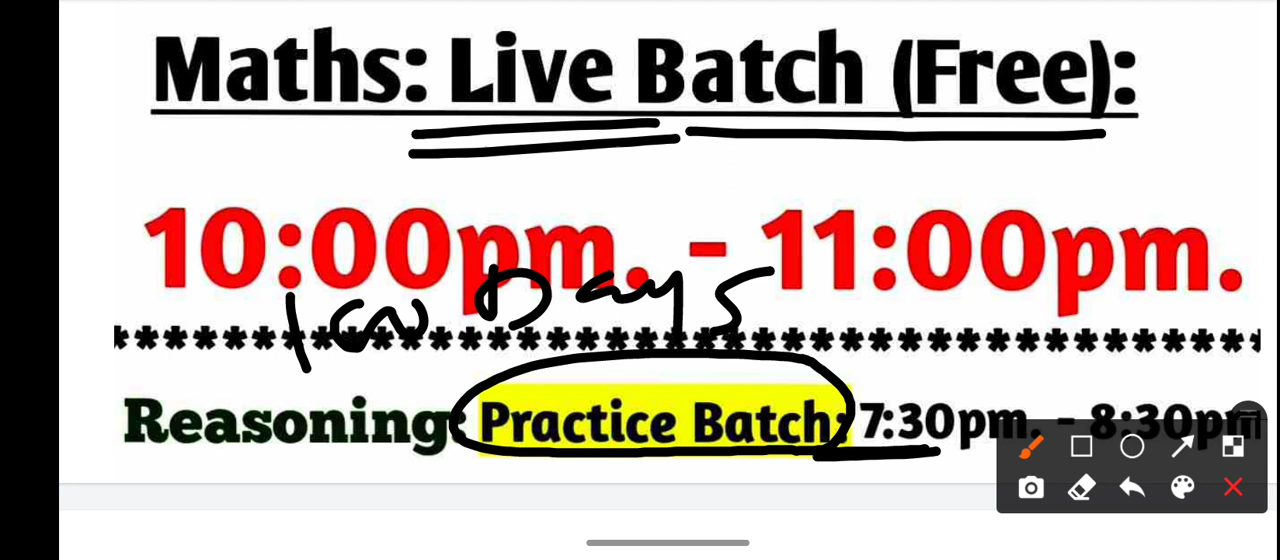 Maths: Live Batch (Free):
10:00pm. - 11:00pm.
100 Days
*****************************************
Reasoning: Practice Batch: 7:30pm. - 8:30pm